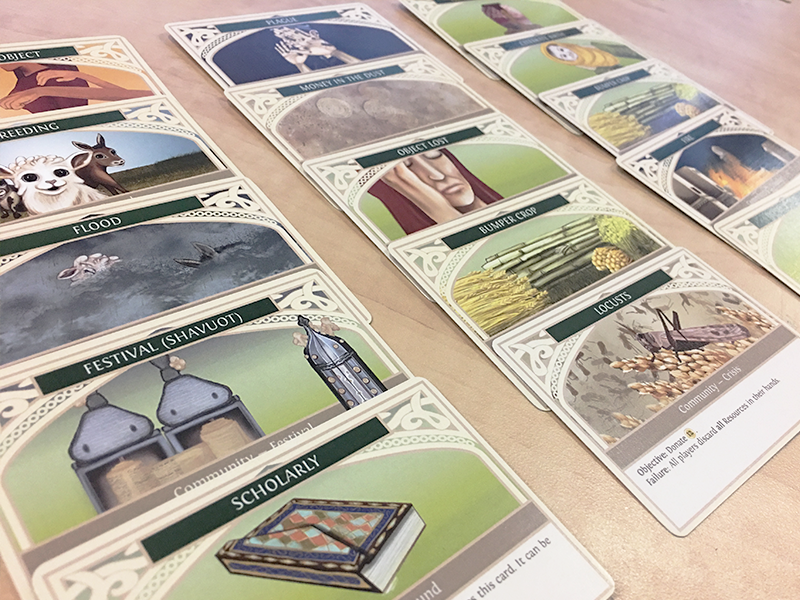 OBJECT
BREEDING
FLOOD
FESTIVAL (SHAVUOT)
Community – Festival
SCHOLARLY
this card. It can be
PLAGUE
MONEY IN THE DUST
OBJECT LOST
BUMPER CROP
LOCUSTS
Community – Crisis
Objective: Donate
Failure: All players discard all Resources in their hands.
BUMPER CROP
FIRE